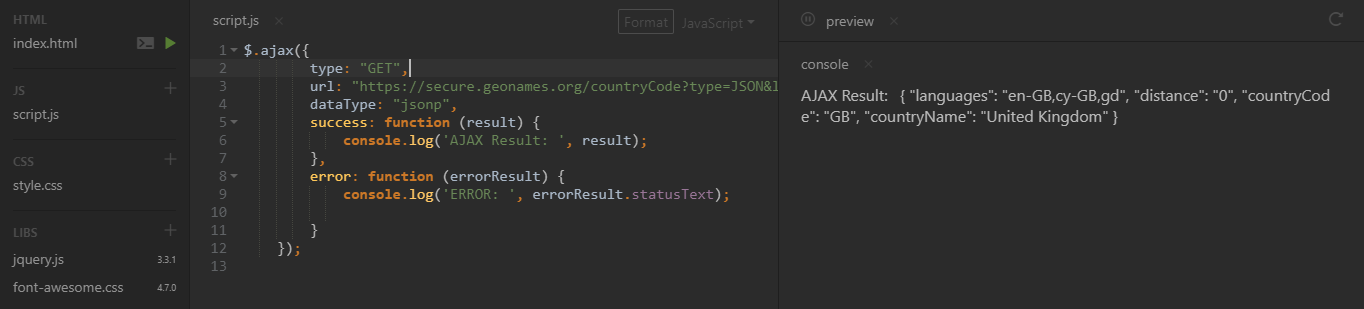 HTML
index.html
JS
script.js
CSS
style.css
LIBS
jquery.js 3.3.1
font-awesome.css 4.7.0
script.js
Format JavaScript
1 $.ajax({
2 type: "GET",
3 url: "https://secure.geonames.org/countryCode?type=JSON&l
4 dataType: "jsonp",
5 success: function (result) {
6 console.log('AJAX Result: ', result);
7 },
8 error: function (errorResult) {
9 console.log('ERROR: ', errorResult.statusText);
10
11 }
12 });
13
preview
console
AJAX Result: { "languages": "en-GB,cy-GB,gd", "distance": "0", "countryCod
e": "GB", "countryName": "United Kingdom" }